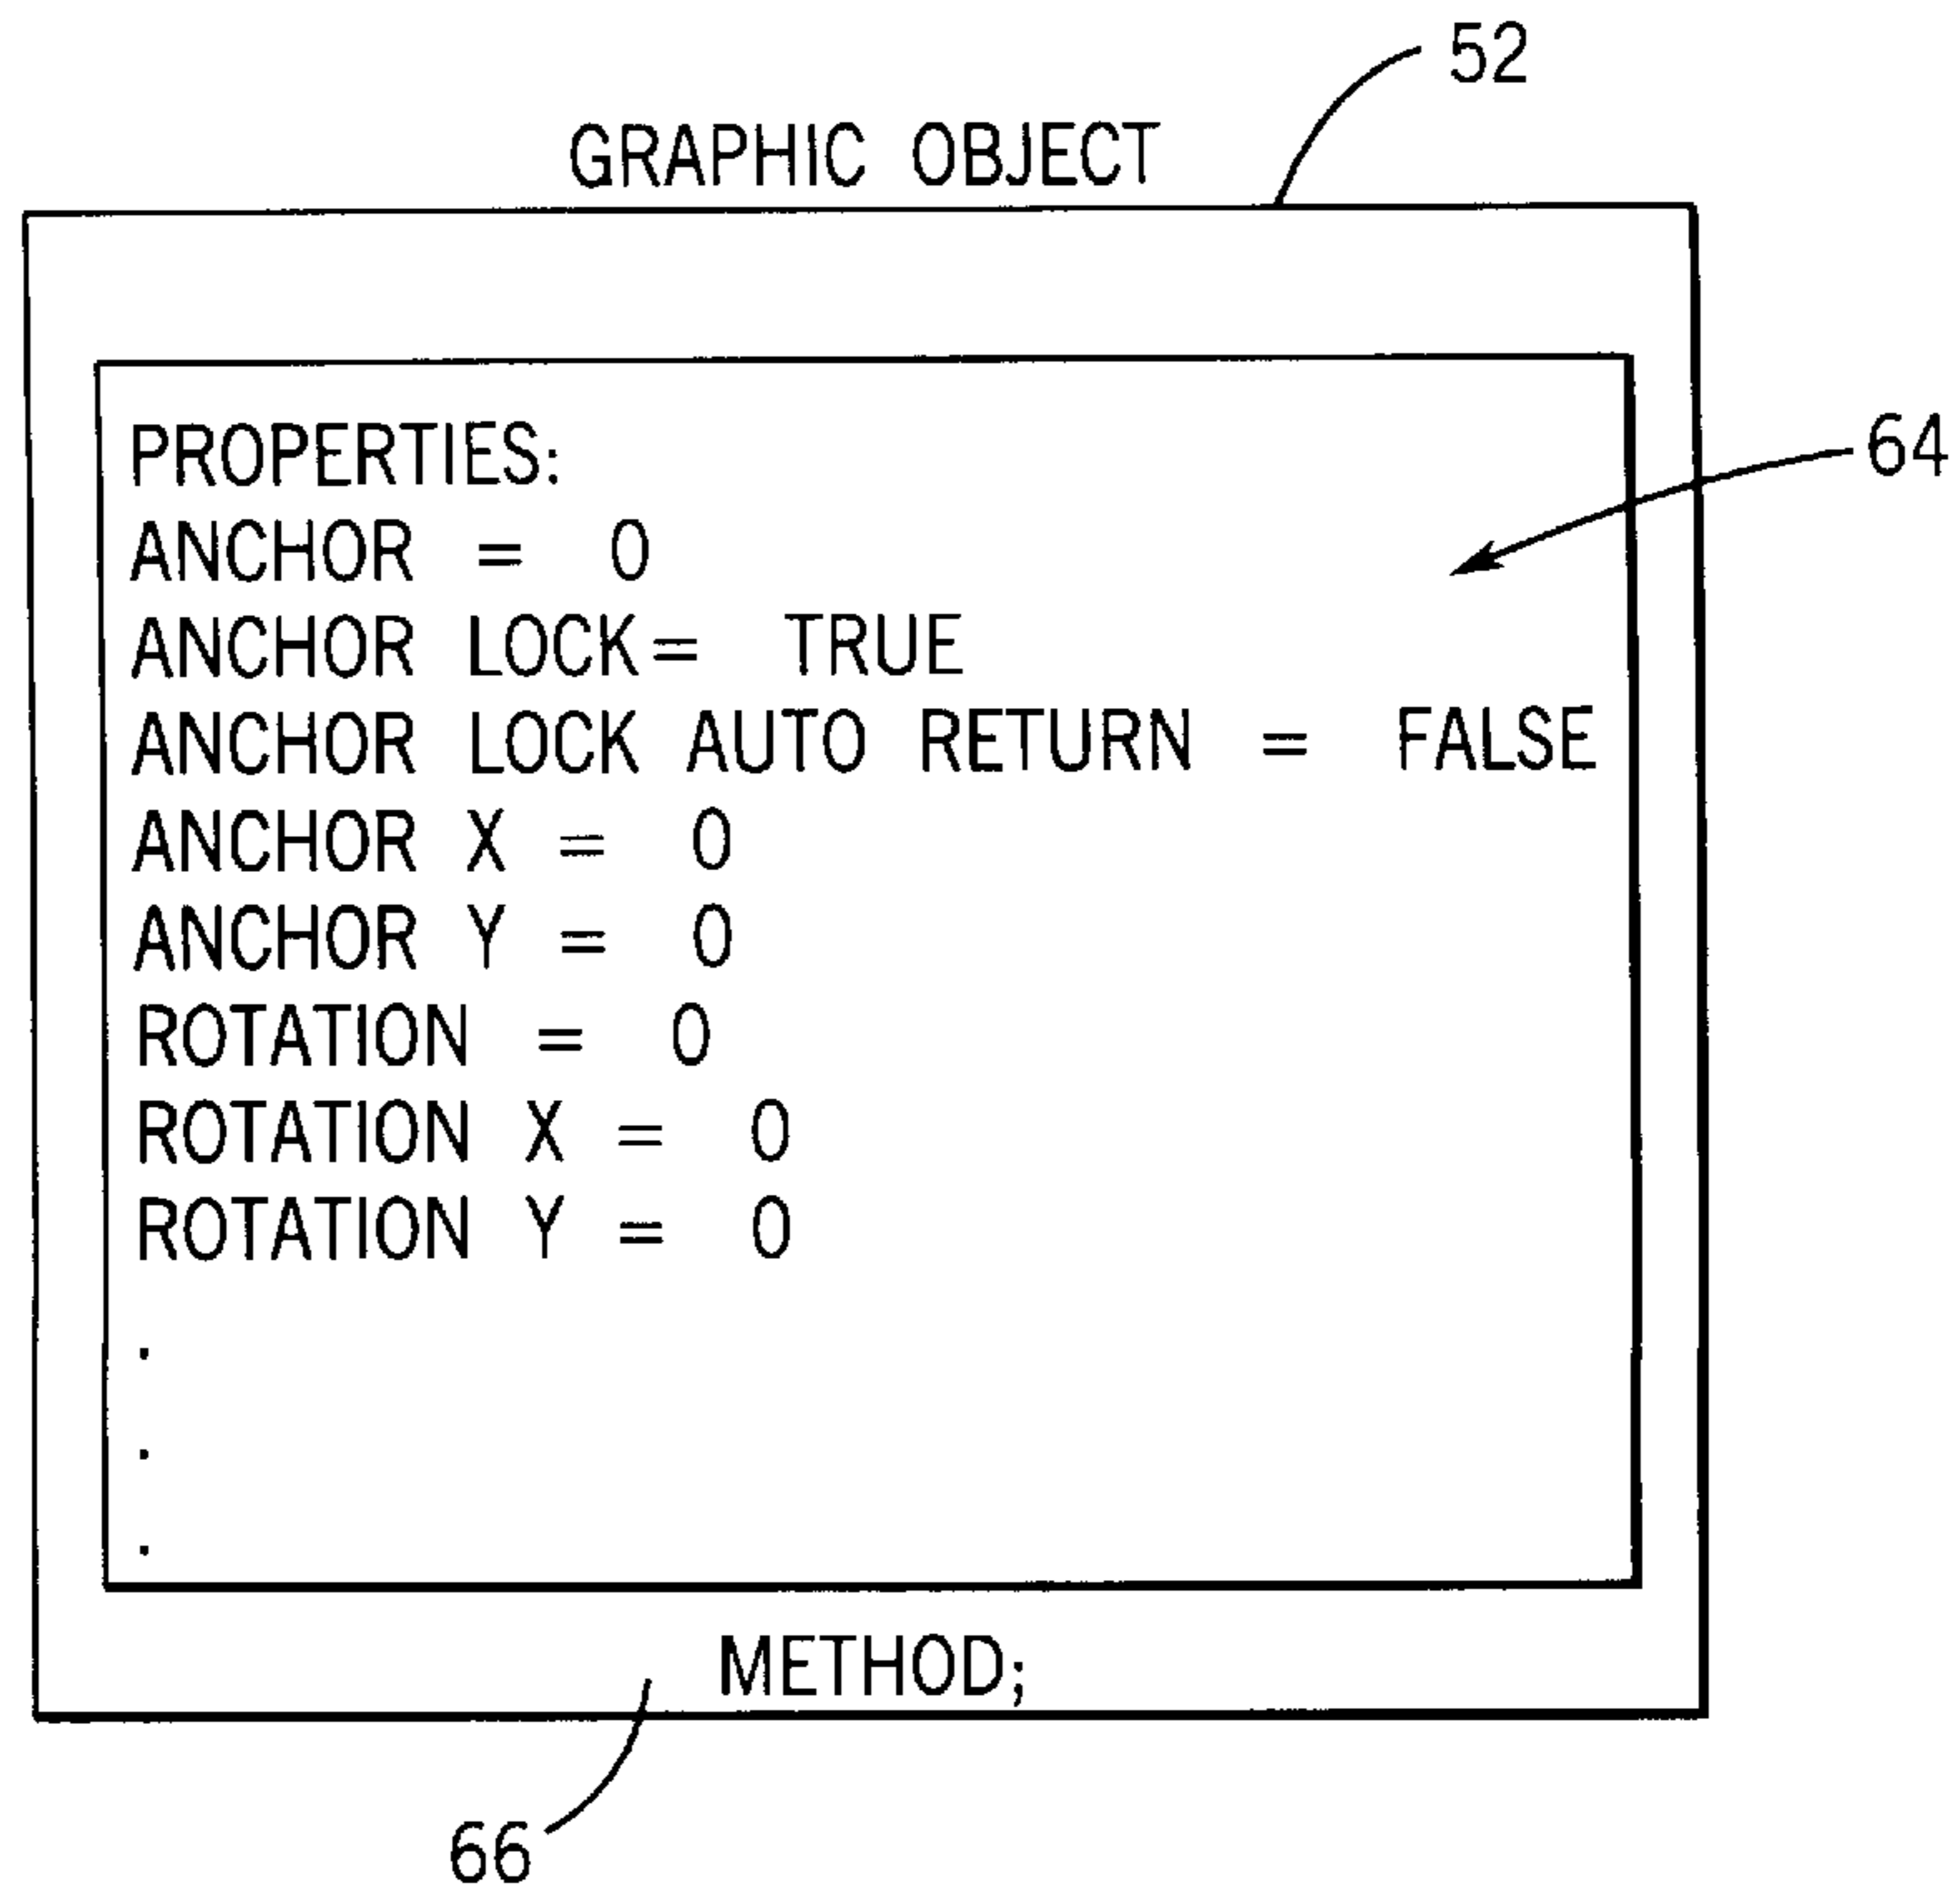 52
GRAPHIC OBJECT
64
PROPERTIES:
ANCHOR = 0
ANCHOR LOCK= TRUE
ANCHOR LOCK AUTO RETURN = FALSE
ANCHOR X = 0
ANCHOR Y = 0
ROTATION = 0
ROTATION X = 0
ROTATION Y = 0
.
.
.
METHOD;
66